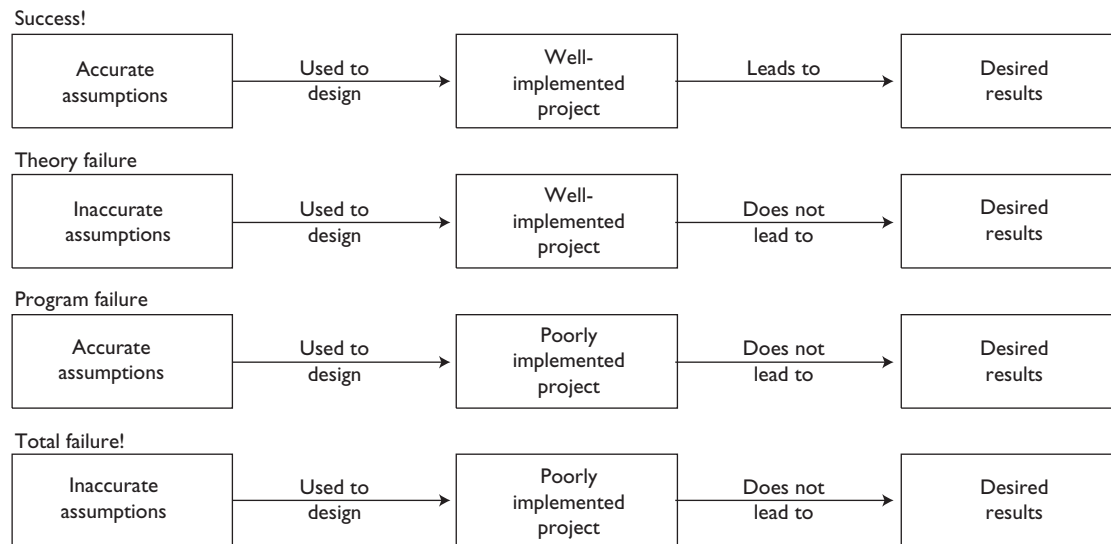 Success!
Accurate
assumptions
Used to
design
Well-
implemented
project
Leads to
Desired
results
Theory failure
Inaccurate
assumptions
Used to
design
Well-
implemented
project
Does not
lead to
Desired
results
Program failure
Accurate
assumptions
Used to
design
Poorly
implemented
project
Does not
lead to
Desired
results
Total failure!
Inaccurate
assumptions
Used to
design
Poorly
implemented
project
Does not
lead to
Desired
results